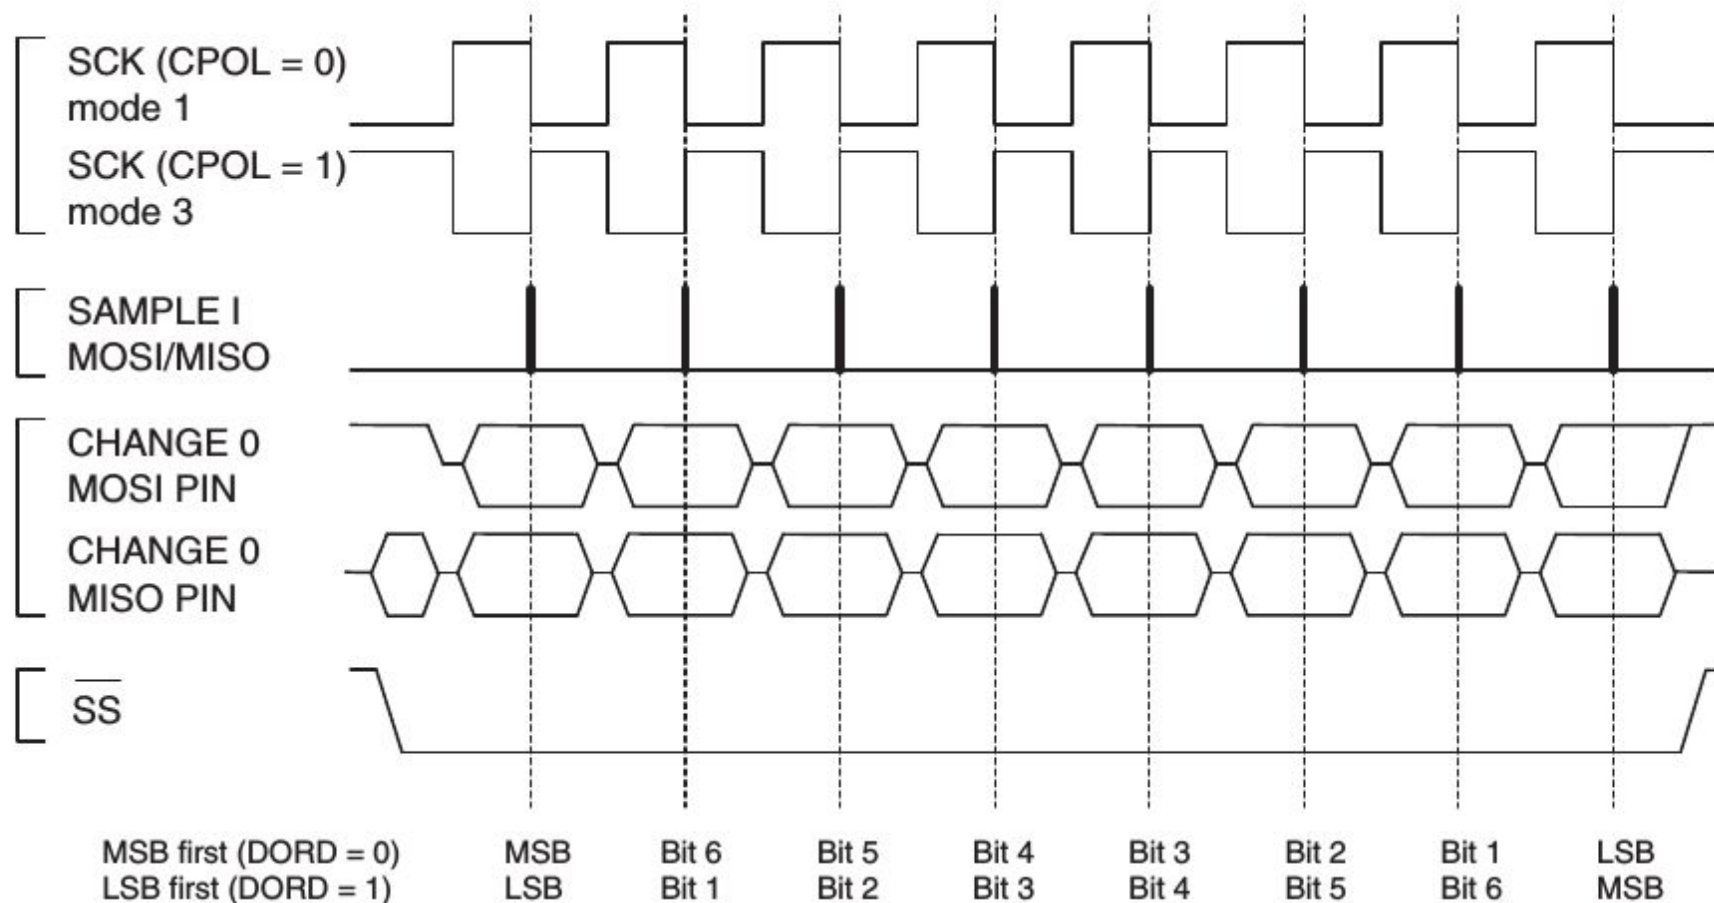 SCK (CPOL = 0)
mode 1
SCK (CPOL = 1)
mode 3
SAMPLE I
MOSI/MISO
CHANGE 0
MOSI PIN
CHANGE 0
MISO PIN
SS
MSB first (DORD = 0) MSB Bit 6 Bit 5 Bit 4 Bit 3 Bit 2 Bit 1 LSB
LSB first (DORD = 1) LSB Bit 1 Bit 2 Bit 3 Bit 4 Bit 5 Bit 6 MSB